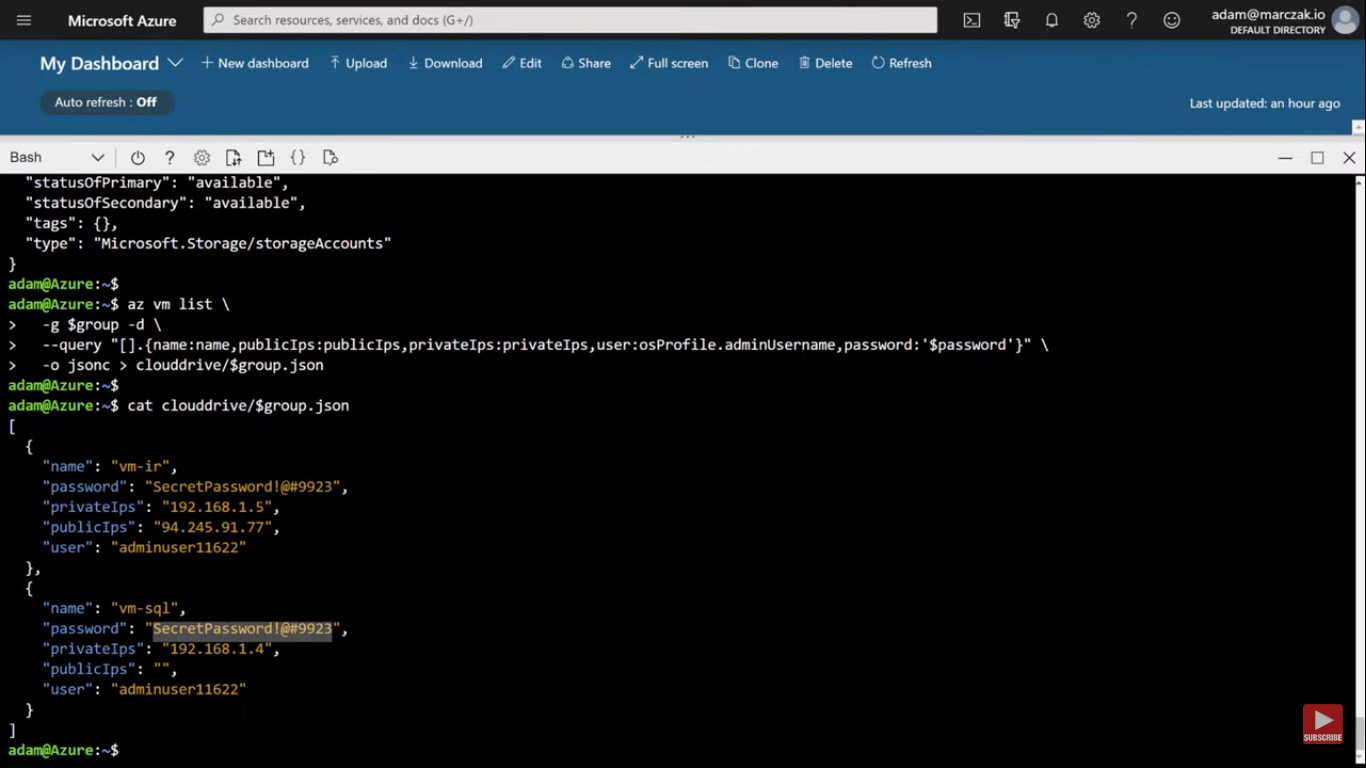 Microsoft Azure
Search resources, services, and docs (G+/)
adam@marczak.io
DEFAULT DIRECTORY
My Dashboard
New dashboard
Upload
Download
Edit
Share
Full screen
Clone
Delete
Refresh
Auto refresh : Off
Last updated: an hour ago
Bash
"statusOfPrimary": "available",
"statusOfSecondary": "available",
"tags": {},
"type": "Microsoft.Storage/storageAccounts"
}
adam@Azure:~$
adam@Azure:~$ az vm list \
> -g $group -d \
> --query "[].{name:name,publicIps:publicIps,privateIps:privateIps,user:osProfile.adminUsername,password:'$password'}" \
> -o jsonc > clouddrive/$group.json
adam@Azure:~$
adam@Azure:~$ cat clouddrive/$group.json
[
{
"name": "vm-ir",
"password": "SecretPassword!@#9923",
"privateIps": "192.168.1.5",
"publicIps": "94.245.91.77",
"user": "adminuser11622"
},
{
"name": "vm-sql",
"password": "SecretPassword!@#9923",
"privateIps": "192.168.1.4",
"publicIps": "",
"user": "adminuser11622"
}
]
adam@Azure:~$
SUBSCRIBE